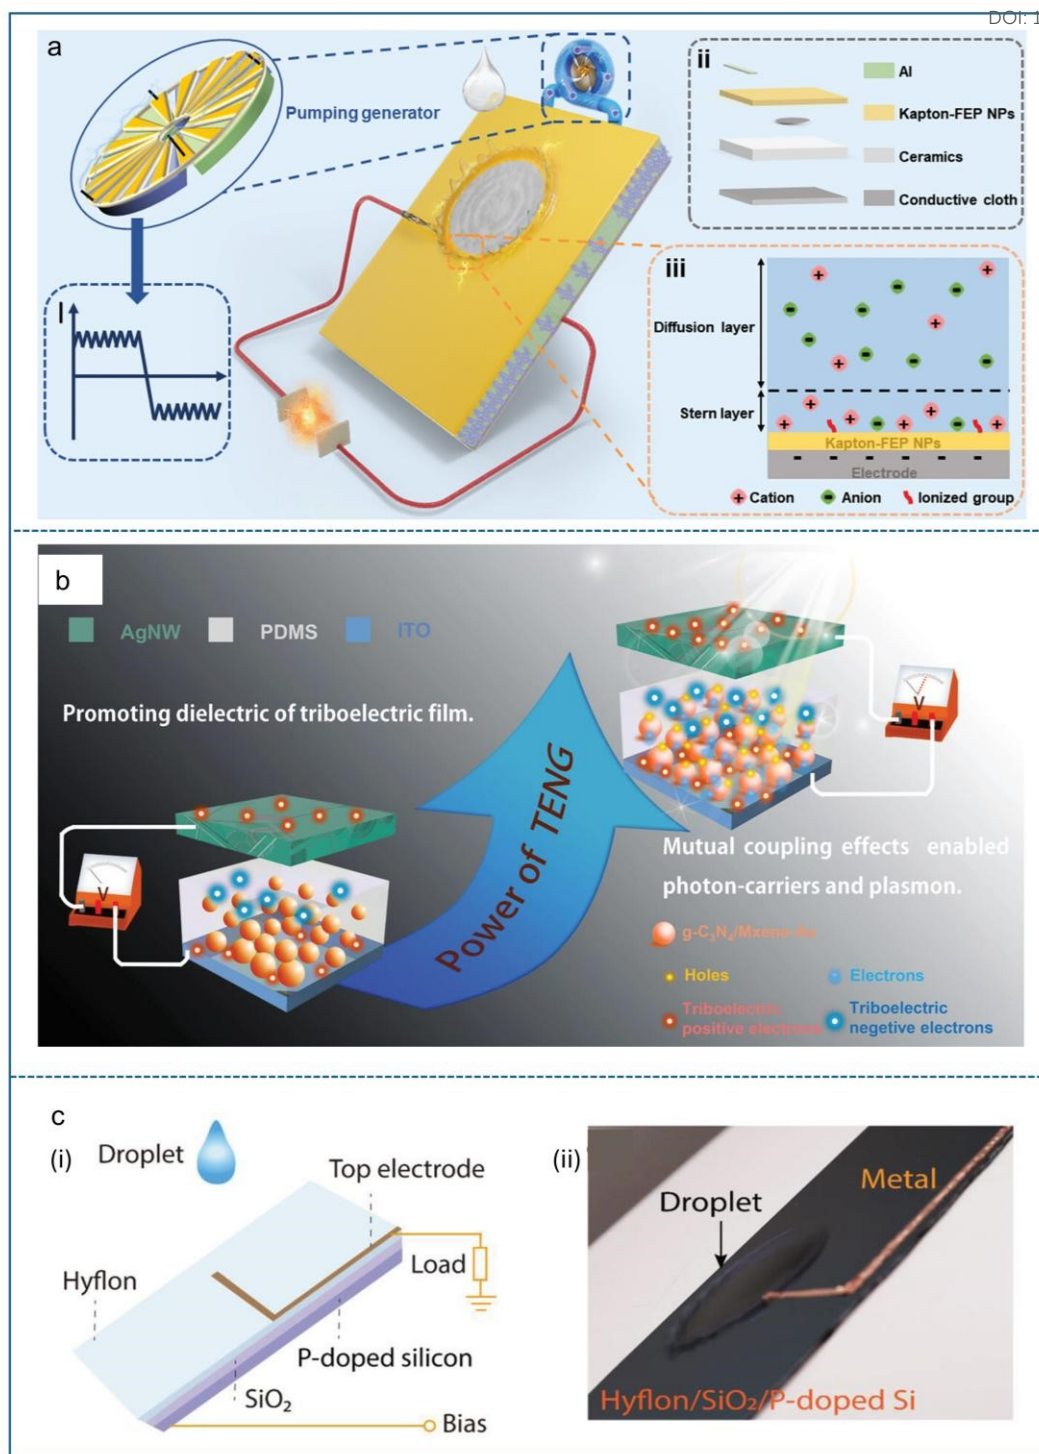 DOI: 1
a
Pumping generator
I
ii
Al
Kapton-FEP NPs
Ceramics
Conductive cloth
iii
Diffusion layer
Stern layer
Kapton-FEP NPs
Electrode
Cation
Anion
Ionized group
b
AgNW
PDMS
ITO
Promoting dielectric of triboelectric film.
V
Power of TENG
V
Mutual coupling effects enabled
photon-carriers and plasmon.
g-C₃N₄/Mxene-Au
Holes
Electrons
Triboelectric
positive electrons
Triboelectric
negetive electrons
c
(i)
Droplet
Top electrode
Load
Hyflon
P-doped silicon
SiO₂
Bias
(ii)
Droplet
Metal
Hyflon/SiO₂/P-doped Si